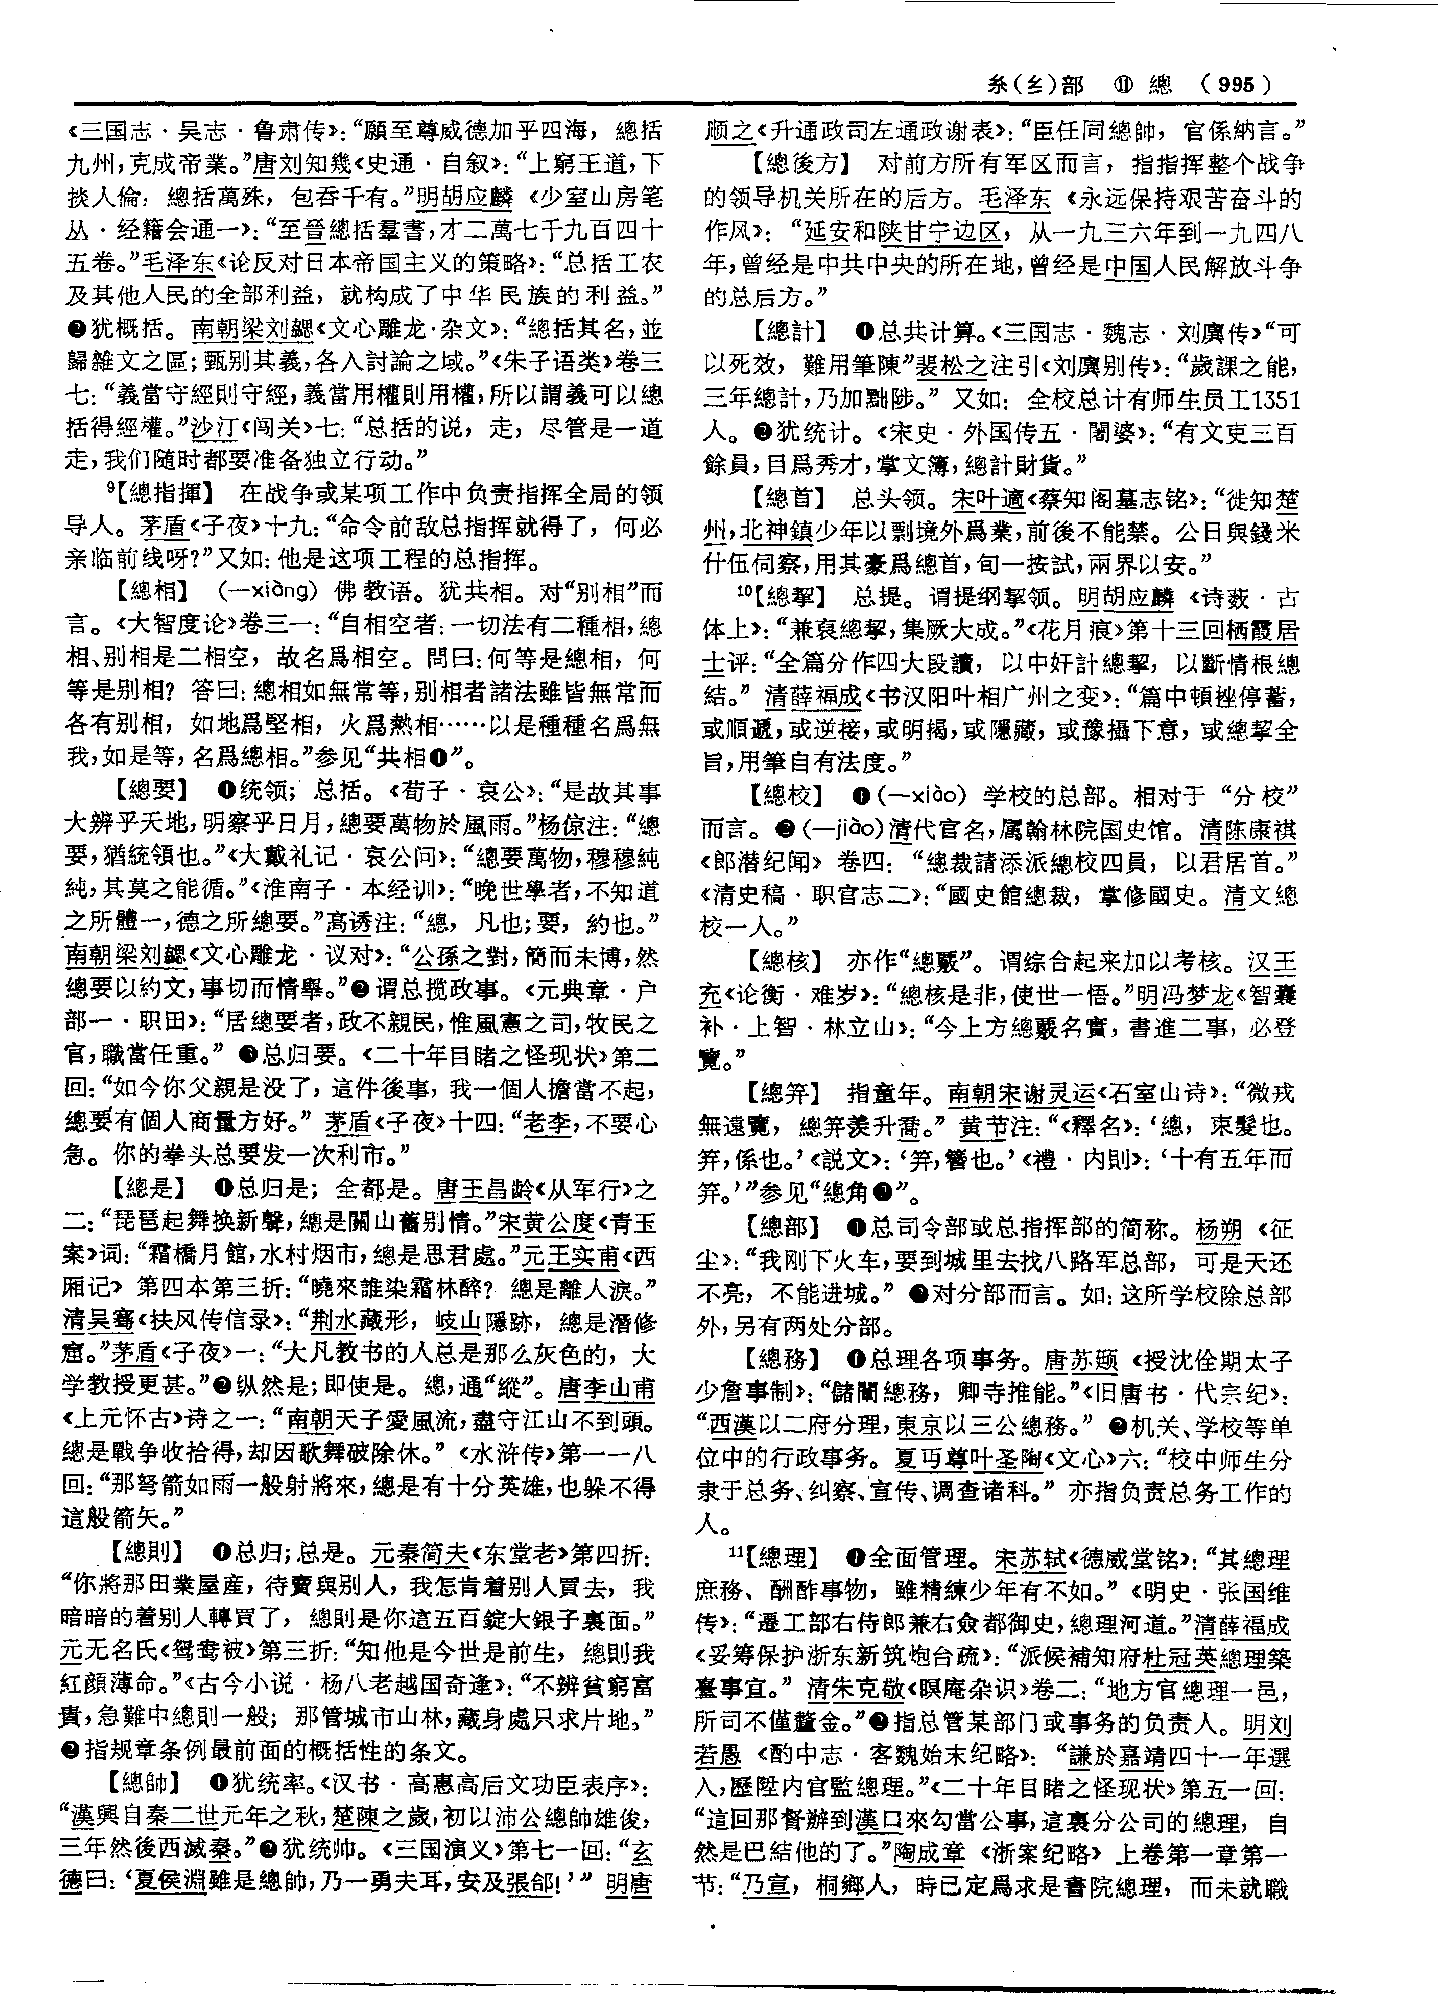 糸(纟)部 ⑪ 總 (995)
《三国志·吴志·鲁肃传》：“願至尊威德加乎四海，總括
九州，克成帝業。”唐刘知幾《史通·自叙》：“上窮王道，下
掞人倫，總括萬殊，包吞千有。”明胡应麟《少室山房笔
丛·经籍会通一》：“至晉總括羣書，才二萬七千九百四十
五卷。”毛泽东《论反对日本帝国主义的策略》：“总括工农
及其他人民的全部利益，就构成了中华民族的利益。”
❷犹概括。南朝梁刘勰《文心雕龙·杂文》：“總括其名，並
歸雜文之區；甄别其義，各入討論之域。”《朱子语类》卷三
七：“義當守經則守經，義當用權則用權，所以謂義可以總
括得經權。”沙汀《闯关》七：“总括的说，走，尽管是一道
走，我们随时都要准备独立行动。”
⁹【總指揮】 在战争或某项工作中负责指挥全局的领
导人。茅盾《子夜》十九：“命令前敌总指挥就得了，何必
亲临前线呀？”又如：他是这项工程的总指挥。
【總相】 (—xiàng) 佛教语。犹共相。对“别相”而
言。《大智度论》卷三一：“自相空者：一切法有二種相，總
相、别相是二相空，故名爲相空。問曰：何等是總相，何
等是别相？答曰：總相如無常等，别相者諸法雖皆無常而
各有别相，如地爲堅相，火爲熱相……以是種種名爲無
我，如是等，名爲總相。”参见“共相❶”。
【總要】 ❶统领；总括。《荀子·哀公》：“是故其事
大辨乎天地，明察乎日月，總要萬物於風雨。”杨倞注：“總
要，猶統領也。”《大戴礼记·哀公问》：“總要萬物，穆穆純
純，其莫之能循。”《淮南子·本经训》：“晚世學者，不知道
之所體一，德之所總要。”高诱注：“總，凡也；要，約也。”
南朝梁刘勰《文心雕龙·议对》：“公孫之對，簡而未博，然
總要以約文，事切而情舉。”❷谓总揽政事。《元典章·户
部一·职田》：“居總要者，政不親民，惟風憲之司，牧民之
官，職當任重。” ❸总归要。《二十年目睹之怪现状》第二
回：“如今你父親是没了，這件後事，我一個人擔當不起，
總要有個人商量方好。” 茅盾《子夜》十四：“老李，不要心
急。你的拳头总要发一次利市。”
【總是】 ❶总归是；全都是。唐王昌龄《从军行》之
二：“琵琶起舞换新聲，總是關山舊别情。”宋黄公度《青玉
案》词：“霜橋月館，水村烟市，總是思君處。”元王实甫《西
厢记》第四本第三折：“曉來誰染霜林醉？總是離人淚。”
清吴骞《扶风传信录》：“荆水藏形，岐山隱跡，總是潛修
窟。”茅盾《子夜》一：“大凡教书的人总是那么灰色的，大
学教授更甚。”❷纵然是；即使是。總，通“縱”。唐李山甫
《上元怀古》诗之一：“南朝天子愛風流，盡守江山不到頭。
總是戰争收拾得，却因歌舞破除休。” 《水浒传》第一一八
回：“那弩箭如雨一般射將來，總是有十分英雄，也躲不得
這般箭矢。”
【總則】 ❶总归；总是。元秦简夫《东堂老》第四折：
“你將那田業屋産，待賣與别人，我怎肯着别人買去，我
暗暗的着别人轉買了，總則是你這五百錠大銀子裏面。”
元无名氏《鸳鸯被》第三折：“知他是今世是前生，總則我
紅顔薄命。”《古今小说·杨八老越国奇逢》：“不辨貧窮富
貴，急難中總則一般；那管城市山林，藏身處只求片地。”
❷指规章条例最前面的概括性的条文。
【總帥】 ❶犹统率。《汉书·高惠高后文功臣表序》：
“漢興自秦二世元年之秋，楚陳之歲，初以沛公總帥雄俊，
三年然後西滅秦。”❷犹统帅。《三国演义》第七一回：“玄
德曰：‘夏侯淵雖是總帥，乃一勇夫耳，安及張郃！’” 明唐
顺之《升通政司左通政谢表》：“臣任同總帥，官係納言。”
【總後方】 对前方所有军区而言，指指挥整个战争
的领导机关所在的后方。毛泽东《永远保持艰苦奋斗的
作风》：“延安和陕甘宁边区，从一九三六年到一九四八
年，曾经是中共中央的所在地，曾经是中国人民解放斗争
的总后方。”
【總計】 ❶总共计算。《三国志·魏志·刘廙传》“可
以死效，難用筆陳”裴松之注引《刘廙别传》：“歲課之能，
三年總計，乃加黜陟。” 又如：全校总计有师生员工1351
人。❷犹统计。《宋史·外国传五·闍婆》：“有文吏三百
餘員，目爲秀才，掌文簿，總計財貨。”
【總首】 总头领。宋叶適《蔡知阁墓志铭》：“徙知楚
州，北神鎮少年以剽境外爲業，前後不能禁。公日與錢米
什伍伺察，用其豪爲總首，旬一按試，兩界以安。”
¹⁰【總挈】 总提。谓提纲挈领。明胡应麟《诗薮·古
体上》：“兼裒總挈，集厥大成。”《花月痕》第十三回栖霞居
士评：“全篇分作四大段讀，以中奸計總挈，以斷情根總
結。” 清薛福成《书汉阳叶相广州之变》：“篇中頓挫停蓄，
或順遞，或逆接，或明揭，或隱藏，或豫攝下意，或總挈全
旨，用筆自有法度。”
【總校】 ❶(—xiào) 学校的总部。相对于“分校”
而言。❷(—jiào)清代官名，属翰林院国史馆。清陈康祺
《郎潜纪闻》卷四：“總裁請添派總校四員，以君居首。”
《清史稿·职官志二》：“國史館總裁，掌修國史。清文總
校一人。”
【總核】 亦作“總覈”。谓综合起来加以考核。汉王
充《论衡·难岁》：“總核是非，使世一悟。”明冯梦龙《智囊
补·上智·林立山》：“今上方總覈名實，書進二事，必登
覽。”
【總笄】 指童年。南朝宋谢灵运《石室山诗》：“微戎
無遠覽，總笄羨升喬。” 黄节注：“《釋名》：‘總，束髮也。
笄，係也。’《説文》：‘笄，簪也。’《禮·内則》：‘十有五年而
笄。’”参见“總角❷”。
【總部】 ❶总司令部或总指挥部的简称。杨朔《征
尘》：“我刚下火车，要到城里去找八路军总部，可是天还
不亮，不能进城。” ❷对分部而言。如：这所学校除总部
外，另有两处分部。
【總務】 ❶总理各项事务。唐苏颋《授沈佺期太子
少詹事制》：“儲闈總務，卿寺推能。”《旧唐书·代宗纪》：
“西漢以二府分理，東京以三公總務。” ❷机关、学校等单
位中的行政事务。夏丏尊叶圣陶《文心》六：“校中师生分
隶于总务、纠察、宣传、调查诸科。” 亦指负责总务工作的
人。
¹¹【總理】 ❶全面管理。宋苏轼《德威堂铭》：“其總理
庶務、酬酢事物，雖精練少年有不如。” 《明史·张国维
传》：“遷工部右侍郎兼右僉都御史，總理河道。”清薛福成
《妥筹保护浙东新筑炮台疏》：“派候補知府杜冠英總理築
臺事宜。” 清朱克敬《瞑庵杂识》卷二：“地方官總理一邑，
所司不僅釐金。”❷指总管某部门或事务的负责人。明刘
若愚《酌中志·客魏始末纪略》：“謙於嘉靖四十一年選
入，歷陞内官監總理。”《二十年目睹之怪现状》第五一回：
“這回那督辦到漢口來勾當公事，這裏分公司的總理，自
然是巴結他的了。”陶成章《浙案纪略》上卷第一章第一
节：“乃宣，桐鄉人，時已定爲求是書院總理，而未就職